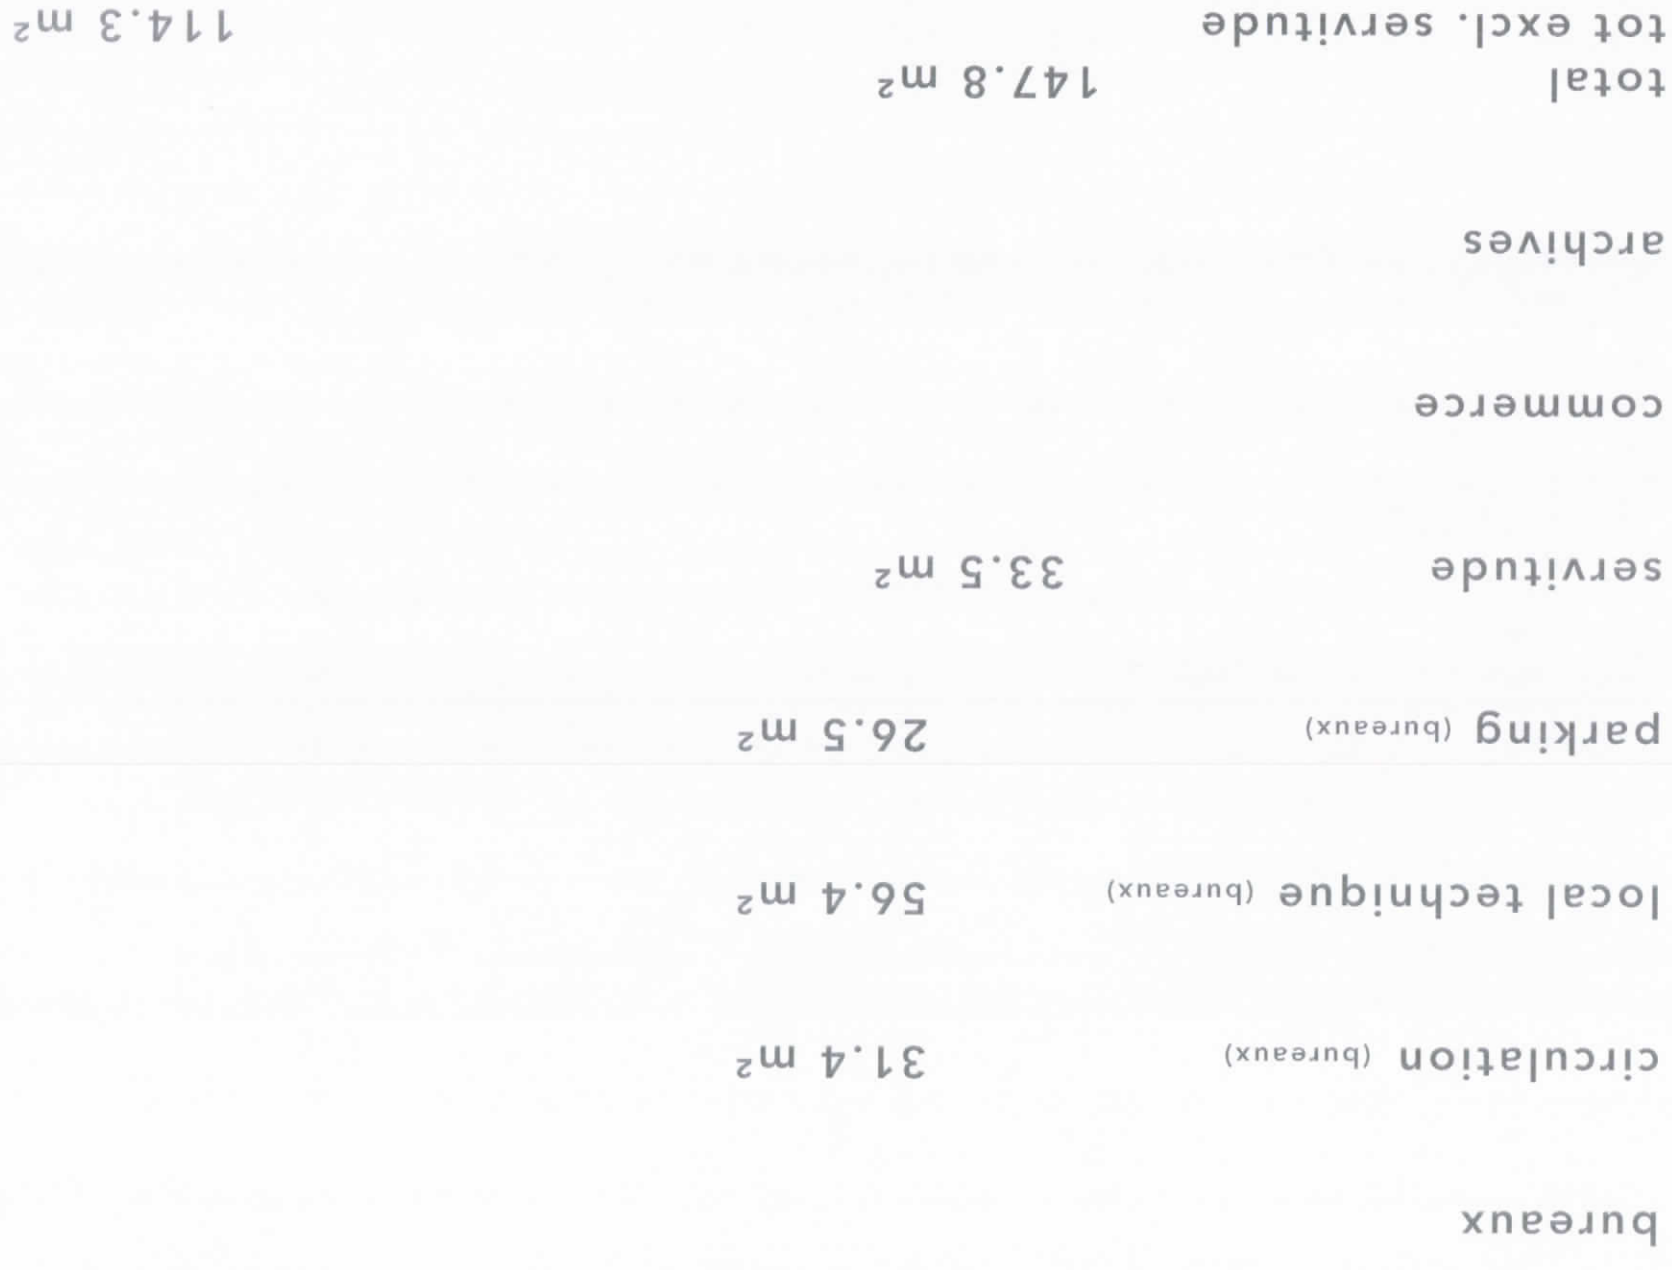 bureaux
circulation (bureaux) 31.4 m²
local technique (bureaux) 56.4 m²
parking (bureaux) 26.5 m²
servitude 33.5 m²
commerce
archives
total 147.8 m²
tot excl. servitude 114.3 m²